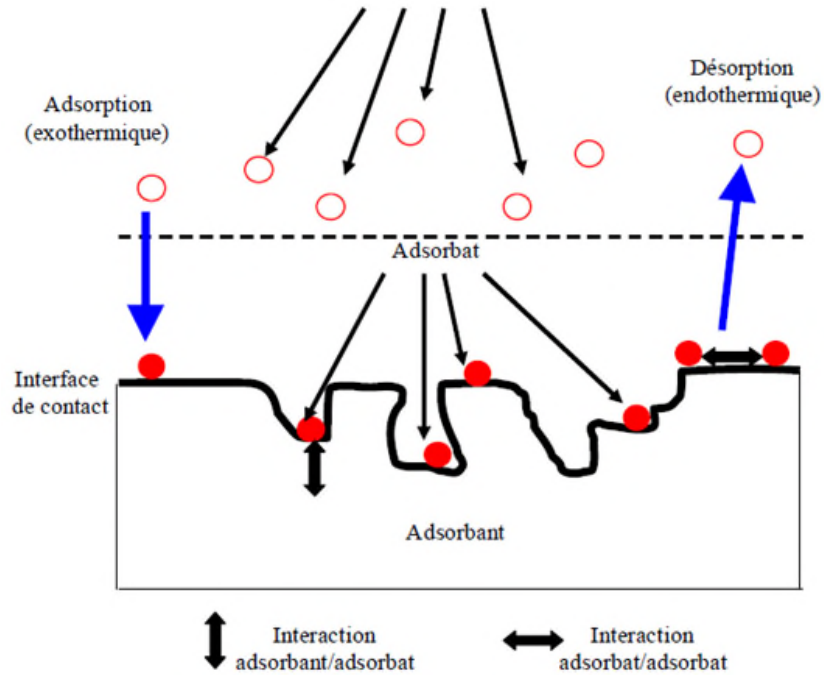 Adsorption
(exothermique)
Désorption
(endothermique)
Adsorbat
Interface
de contact
Adsorbant
Interaction
adsorbant/adsorbat
Interaction
adsorbat/adsorbat